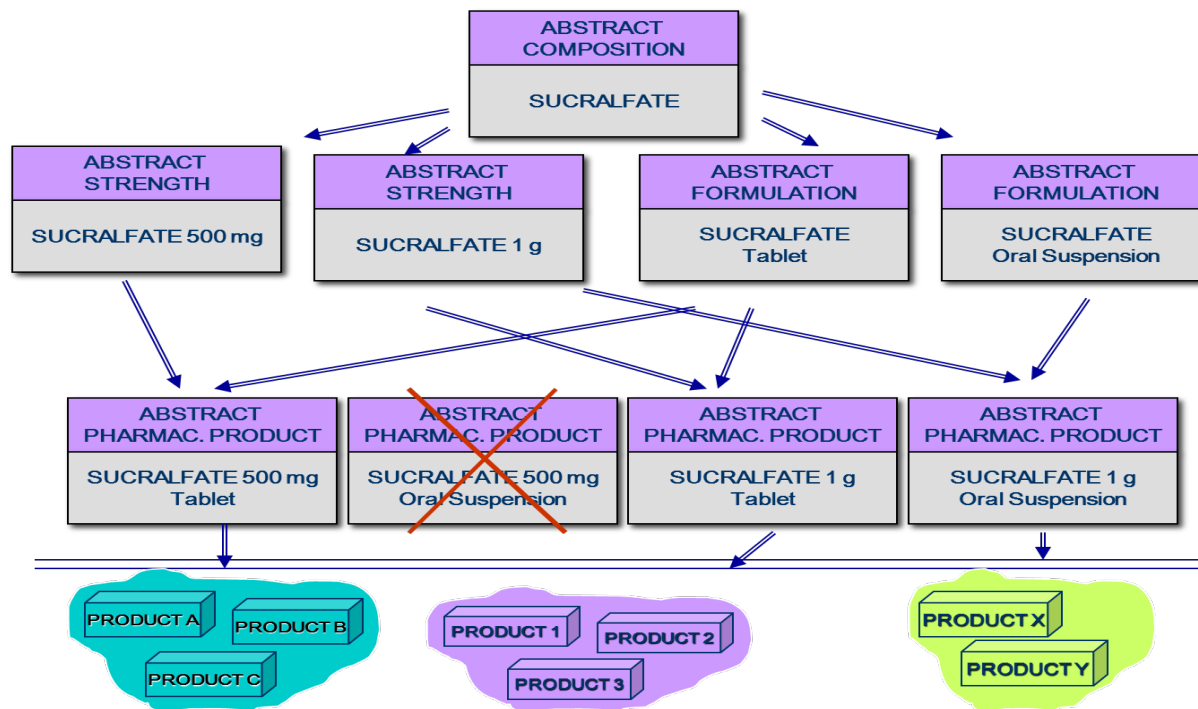 ABSTRACT
COMPOSITION
SUCRALFATE
ABSTRACT
STRENGTH
SUCRALFATE 500 mg
ABSTRACT
STRENGTH
SUCRALFATE 1 g
ABSTRACT
FORMULATION
SUCRALFATE
Tablet
ABSTRACT
FORMULATION
SUCRALFATE
Oral Suspension
ABSTRACT
PHARMAC. PRODUCT
SUCRALFATE 500 mg
Tablet
ABSTRACT
PHARMAC. PRODUCT
SUCRALFATE 500 mg
Oral Suspension
ABSTRACT
PHARMAC. PRODUCT
SUCRALFATE 1 g
Tablet
ABSTRACT
PHARMAC. PRODUCT
SUCRALFATE 1 g
Oral Suspension
PRODUCT A
PRODUCT B
PRODUCT C
PRODUCT 1
PRODUCT 2
PRODUCT 3
PRODUCT X
PRODUCT Y